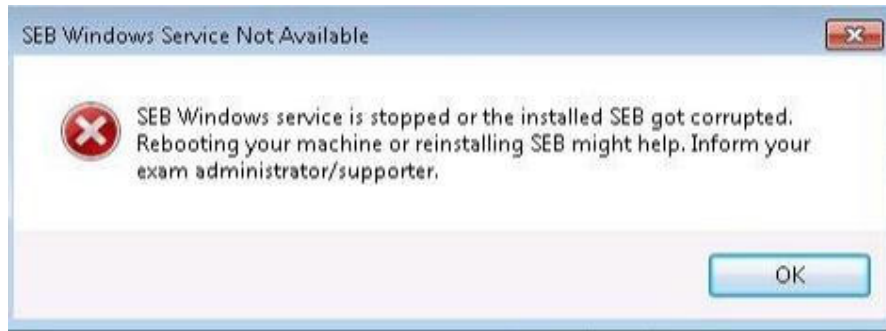 SEB Windows Service Not Available
SEB Windows service is stopped or the installed SEB got corrupted.
Rebooting your machine or reinstalling SEB might help. Inform your
exam administrator/supporter.
OK